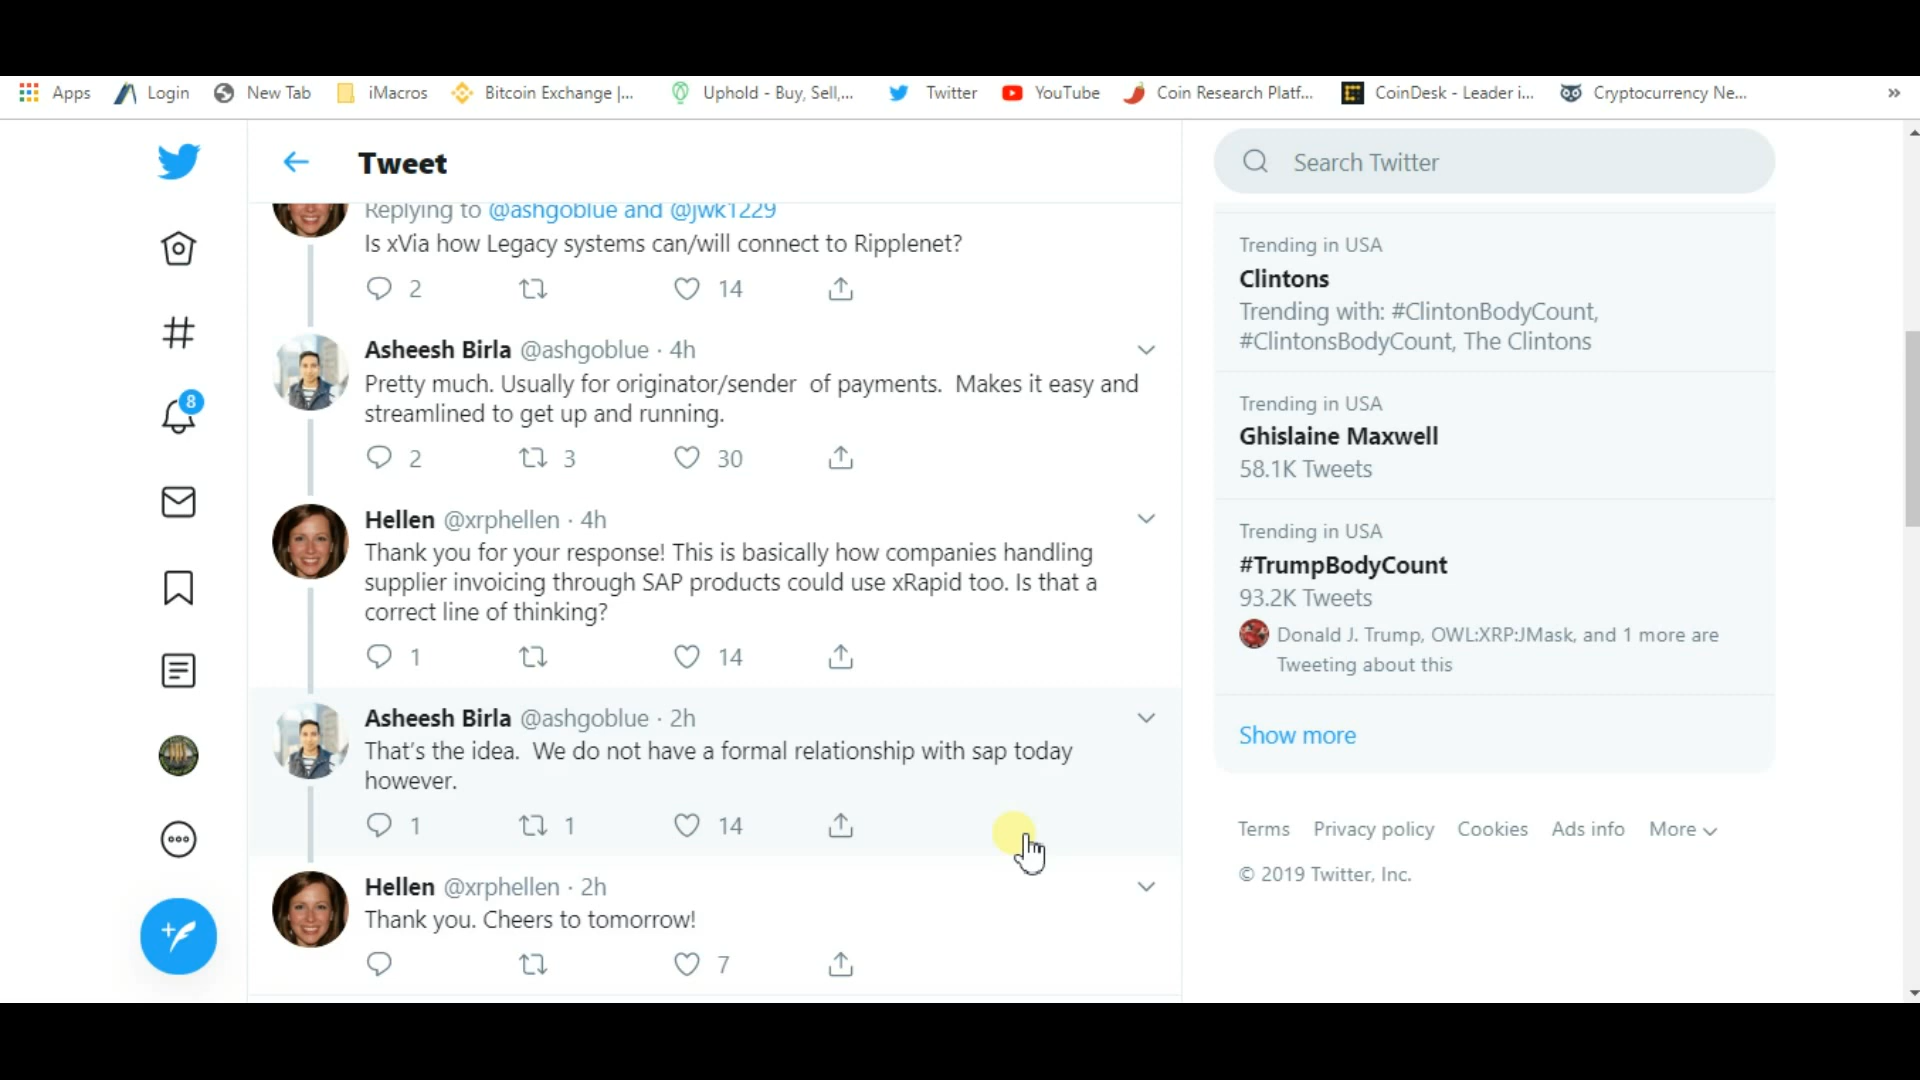 Apps Login New Tab iMacros Bitcoin Exchange |... Uphold - Buy, Sell,... Twitter YouTube Coin Research Platf... CoinDesk - Leader i... Cryptocurrency Ne... »
Tweet
Search Twitter
Replying to @ashgoblue and @jwk1229
Is xVia how Legacy systems can/will connect to Ripplenet?
2 14
Asheesh Birla @ashgoblue · 4h
Pretty much. Usually for originator/sender of payments. Makes it easy and
streamlined to get up and running.
2 3 30
Hellen @xrphellen · 4h
Thank you for your response! This is basically how companies handling
supplier invoicing through SAP products could use xRapid too. Is that a
correct line of thinking?
1 14
Asheesh Birla @ashgoblue · 2h
That's the idea. We do not have a formal relationship with sap today
however.
1 1 14
Hellen @xrphellen · 2h
Thank you. Cheers to tomorrow!
7
8
Trending in USA
Clintons
Trending with: #ClintonBodyCount,
#ClintonsBodyCount, The Clintons
Trending in USA
Ghislaine Maxwell
58.1K Tweets
Trending in USA
#TrumpBodyCount
93.2K Tweets
Donald J. Trump, OWL:XRP:JMask, and 1 more are
Tweeting about this
Show more
Terms Privacy policy Cookies Ads info More
© 2019 Twitter, Inc.